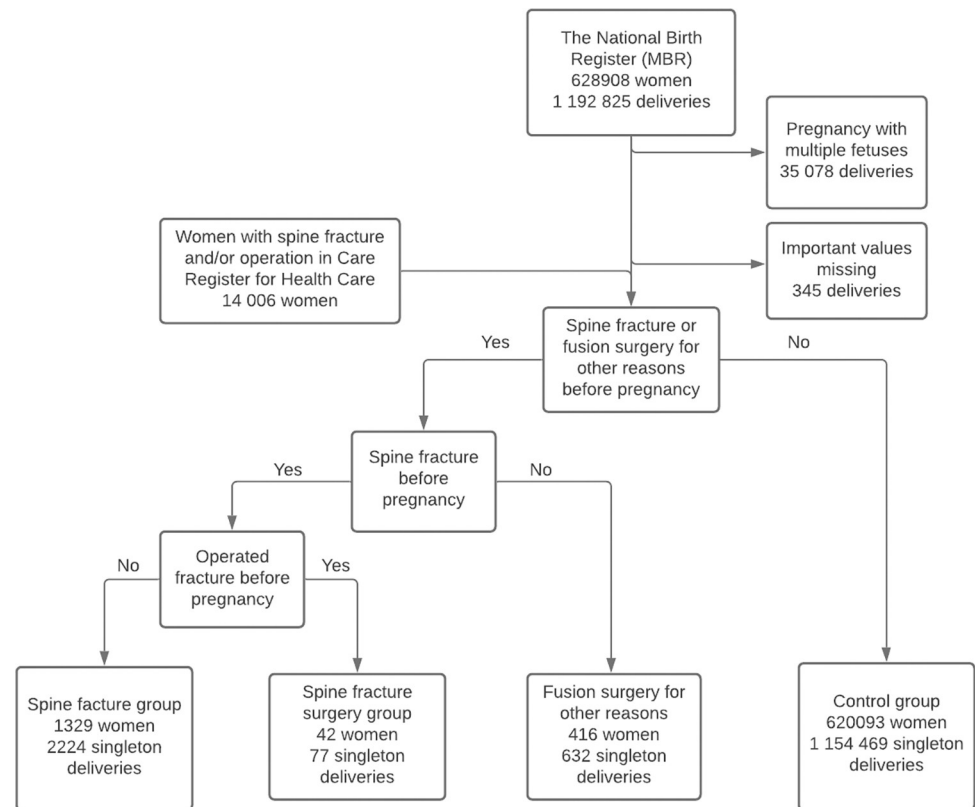 The National Birth
Register (MBR)
628908 women
1 192 825 deliveries
Pregnancy with
multiple fetuses
35 078 deliveries
Women with spine fracture
and/or operation in Care
Register for Health Care
14 006 women
Important values
missing
345 deliveries
Spine fracture or
fusion surgery for
other reasons
before pregnancy
Yes
No
Spine fracture
before
pregnancy
Yes
No
Operated
fracture before
pregnancy
No
Yes
Spine facture group
1329 women
2224 singleton
deliveries
Spine fracture
surgery group
42 women
77 singleton
deliveries
Fusion surgery for
other reasons
416 women
632 singleton
deliveries
Control group
620093 women
1 154 469 singleton
deliveries